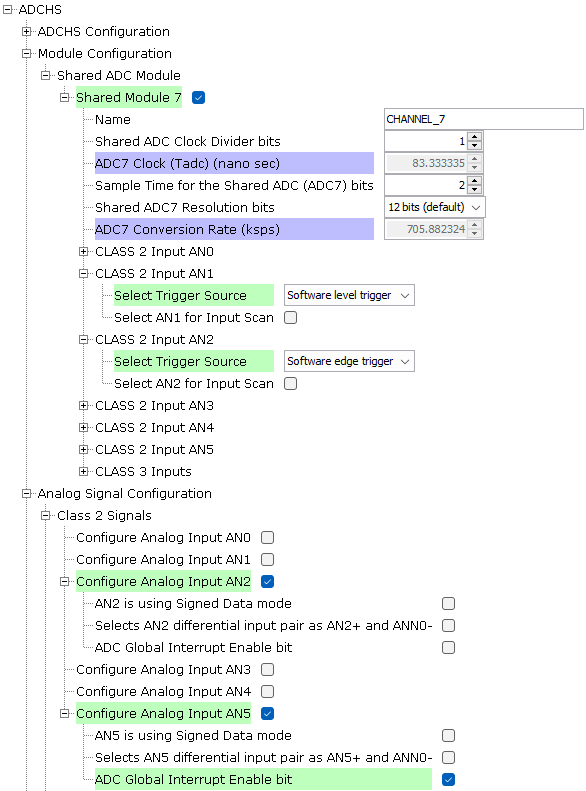 ADCHS
ADCHS Configuration
Module Configuration
Shared ADC Module
Shared Module 7
Name CHANNEL_7
Shared ADC Clock Divider bits 1
ADC7 Clock (Tadc) (nano sec) 83.333335
Sample Time for the Shared ADC (ADC7) bits 2
Shared ADC7 Resolution bits 12 bits (default)
ADC7 Conversion Rate (ksps) 705.882324
CLASS 2 Input AN0
CLASS 2 Input AN1
Select Trigger Source Software level trigger
Select AN1 for Input Scan
CLASS 2 Input AN2
Select Trigger Source Software edge trigger
Select AN2 for Input Scan
CLASS 2 Input AN3
CLASS 2 Input AN4
CLASS 2 Input AN5
CLASS 3 Inputs
Analog Signal Configuration
Class 2 Signals
Configure Analog Input AN0
Configure Analog Input AN1
Configure Analog Input AN2
AN2 is using Signed Data mode
Selects AN2 differential input pair as AN2+ and ANN0-
ADC Global Interrupt Enable bit
Configure Analog Input AN3
Configure Analog Input AN4
Configure Analog Input AN5
AN5 is using Signed Data mode
Selects AN5 differential input pair as AN5+ and ANN0-
ADC Global Interrupt Enable bit